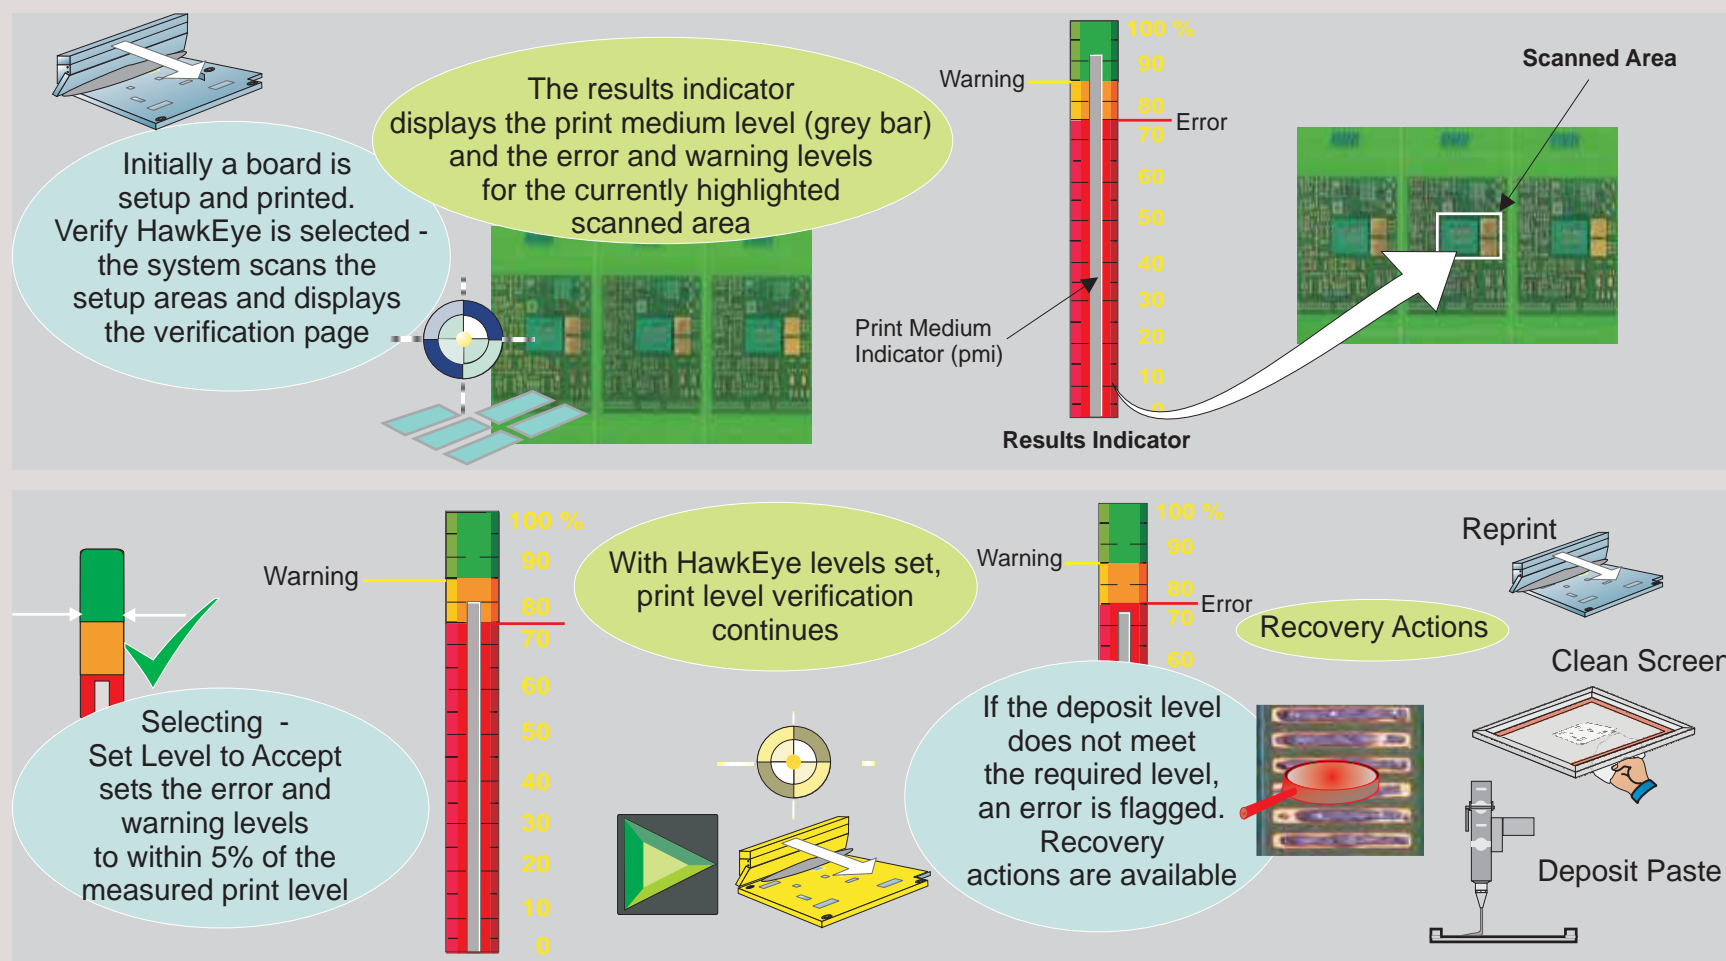 Initially a board is
setup and printed.
Verify HawkEye is selected -
the system scans the
setup areas and displays
the verification page
The results indicator
displays the print medium level (grey bar)
and the error and warning levels
for the currently highlighted
scanned area
Warning
100 %
90
80
Error
70
60
50
40
30
20
10
0
Print Medium
Indicator (pmi)
Results Indicator
Scanned Area
Selecting -
Set Level to Accept
sets the error and
warning levels
to within 5% of the
measured print level
Warning
100 %
90
80
70
60
50
40
30
20
10
0
With HawkEye levels set,
print level verification
continues
Warning
100 %
90
80
Error
70
60
If the deposit level
does not meet
the required level,
an error is flagged.
Recovery
actions are available
Recovery Actions
Reprint
Clean Screen
Deposit Paste